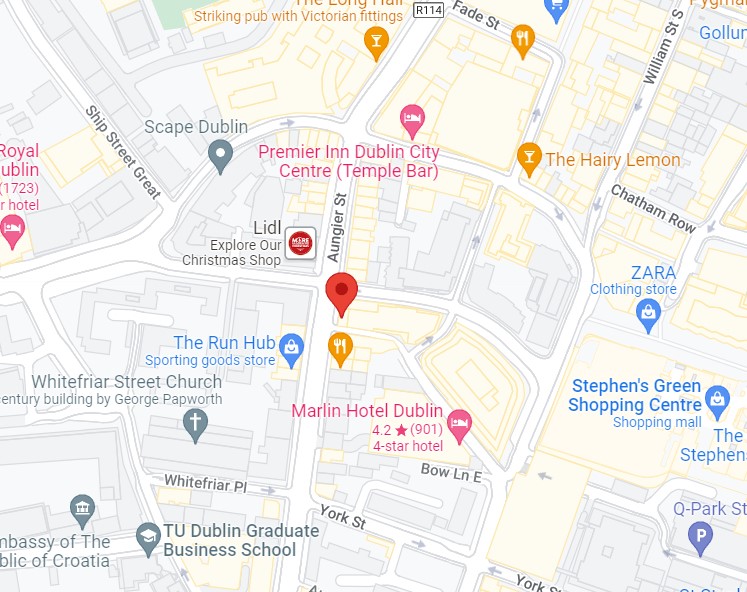 The Long Hall
Striking pub with Victorian fittings
R114
Fade St
Pygmal
Gollum
William St S
Ship Street Great
Scape Dublin
Royal
ublin
(1723)
r hotel
Premier Inn Dublin City
Centre (Temple Bar)
The Hairy Lemon
Chatham Row
Aungier St
Lidl
Explore Our
Christmas Shop
ZARA
Clothing store
The Run Hub
Sporting goods store
Whitefriar Street Church
entury building by George Papworth
Stephen's Green
Shopping Centre
Shopping mall
The
Stephens
Marlin Hotel Dublin
4.2 ★ (901)
4-star hotel
Bow Ln E
Whitefriar Pl
York St
Q-Park St
mbassy of The
blic of Croatia
TU Dublin Graduate
Business School
York St